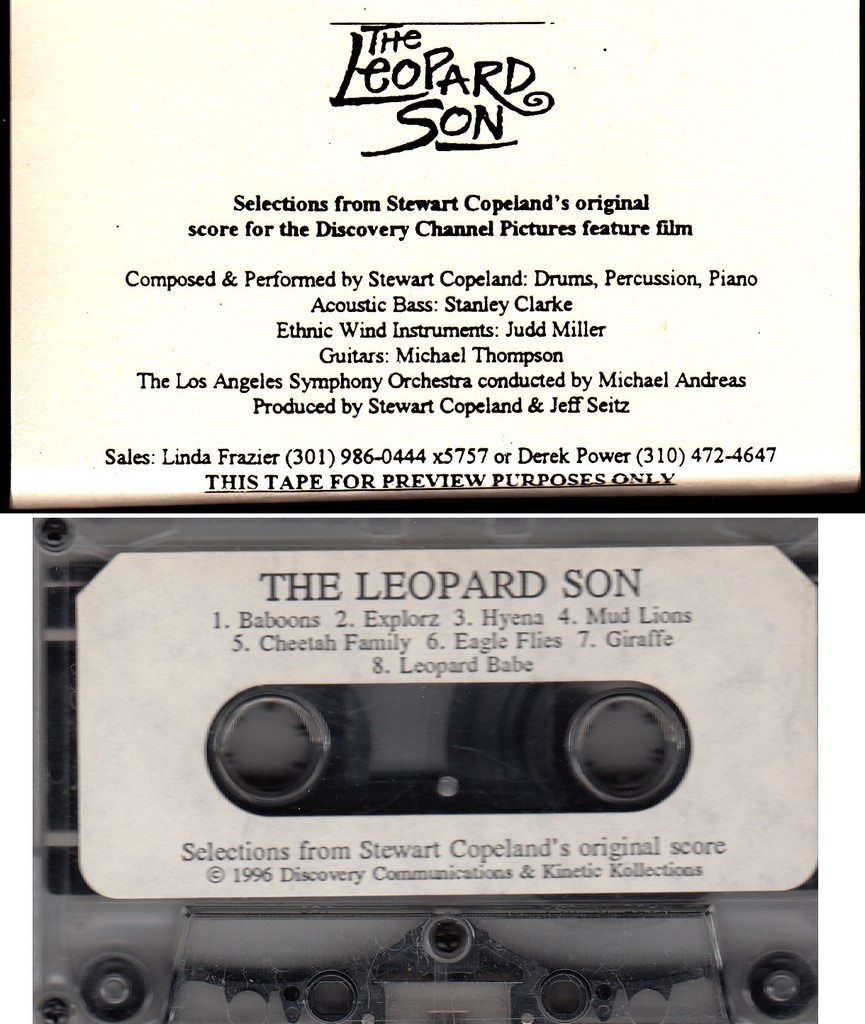 THE
LEOPARD
SON
Selections from Stewart Copeland's original
score for the Discovery Channel Pictures feature film
Composed & Performed by Stewart Copeland: Drums, Percussion, Piano
Acoustic Bass: Stanley Clarke
Ethnic Wind Instruments: Judd Miller
Guitars: Michael Thompson
The Los Angeles Symphony Orchestra conducted by Michael Andreas
Produced by Stewart Copeland & Jeff Seitz
Sales: Linda Frazier (301) 986-0444 x5757 or Derek Power (310) 472-4647
THIS TAPE FOR PREVIEW PURPOSES ONLY
THE LEOPARD SON
1. Baboons 2. Explorz 3. Hyena 4. Mud Lions
5. Cheetah Family 6. Eagle Flies 7. Giraffe
8. Leopard Babe
Selections from Stewart Copeland's original score
© 1996 Discovery Communications & Kinetic Kollections